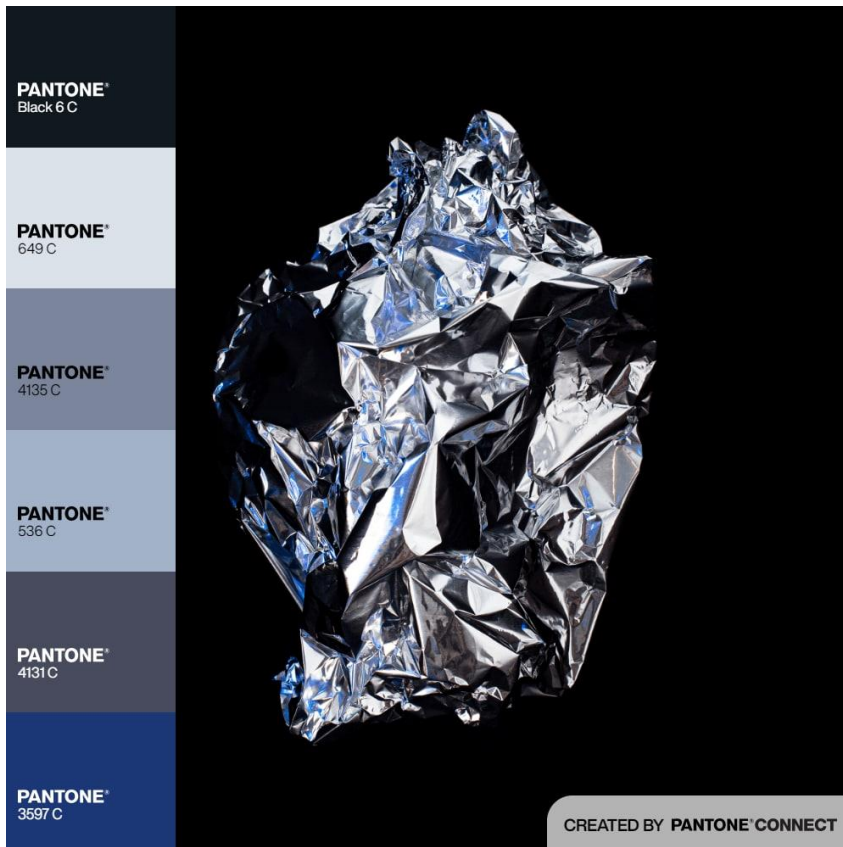 PANTONE®
Black 6 C
PANTONE®
649 C
PANTONE®
4135 C
PANTONE®
536 C
PANTONE®
4131 C
PANTONE®
3597 C
CREATED BY PANTONE® CONNECT